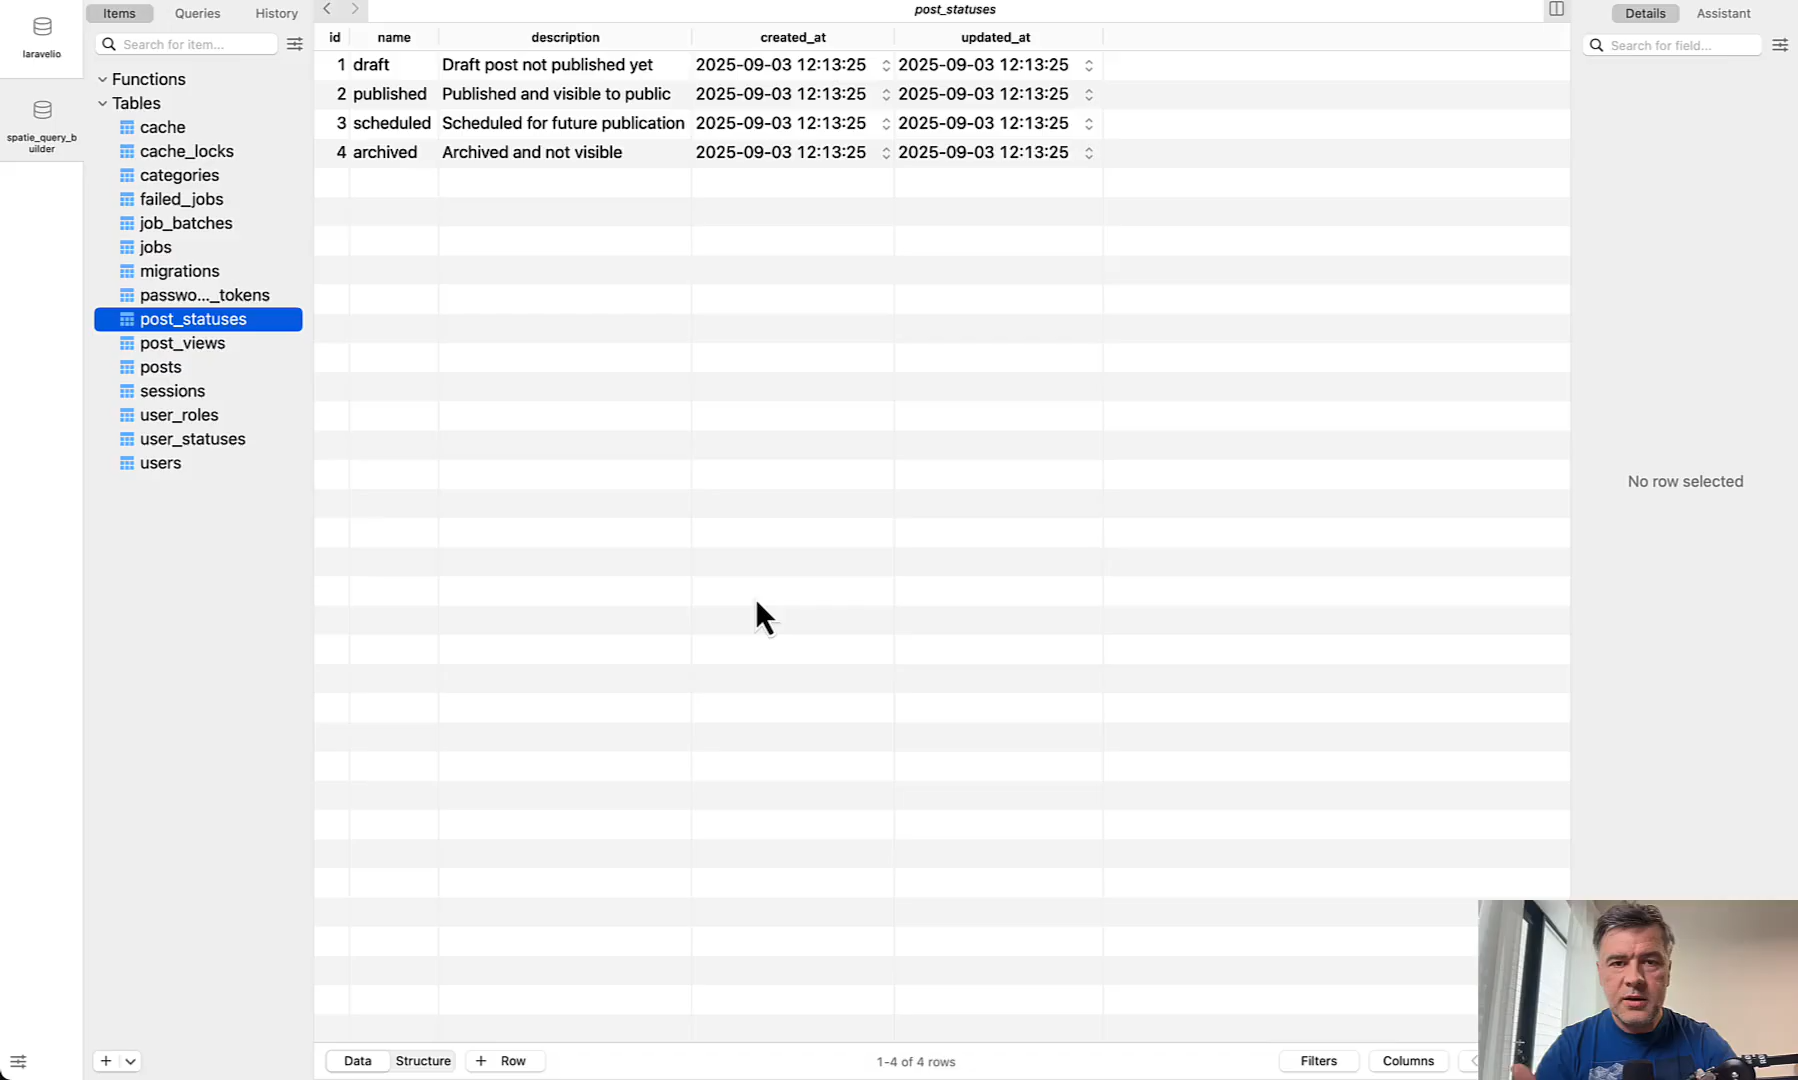 laravelio
spatie_query_b
uilder
Items Queries History
Search for item...
Functions
Tables
cache
cache_locks
categories
failed_jobs
job_batches
jobs
migrations
passwo..._tokens
post_statuses
post_views
posts
sessions
user_roles
user_statuses
users
post_statuses
id name description created_at updated_at
1 draft Draft post not published yet 2025-09-03 12:13:25 2025-09-03 12:13:25
2 published Published and visible to public 2025-09-03 12:13:25 2025-09-03 12:13:25
3 scheduled Scheduled for future publication 2025-09-03 12:13:25 2025-09-03 12:13:25
4 archived Archived and not visible 2025-09-03 12:13:25 2025-09-03 12:13:25
Data Structure + Row 1-4 of 4 rows Filters Columns
Details Assistant
Search for field...
No row selected